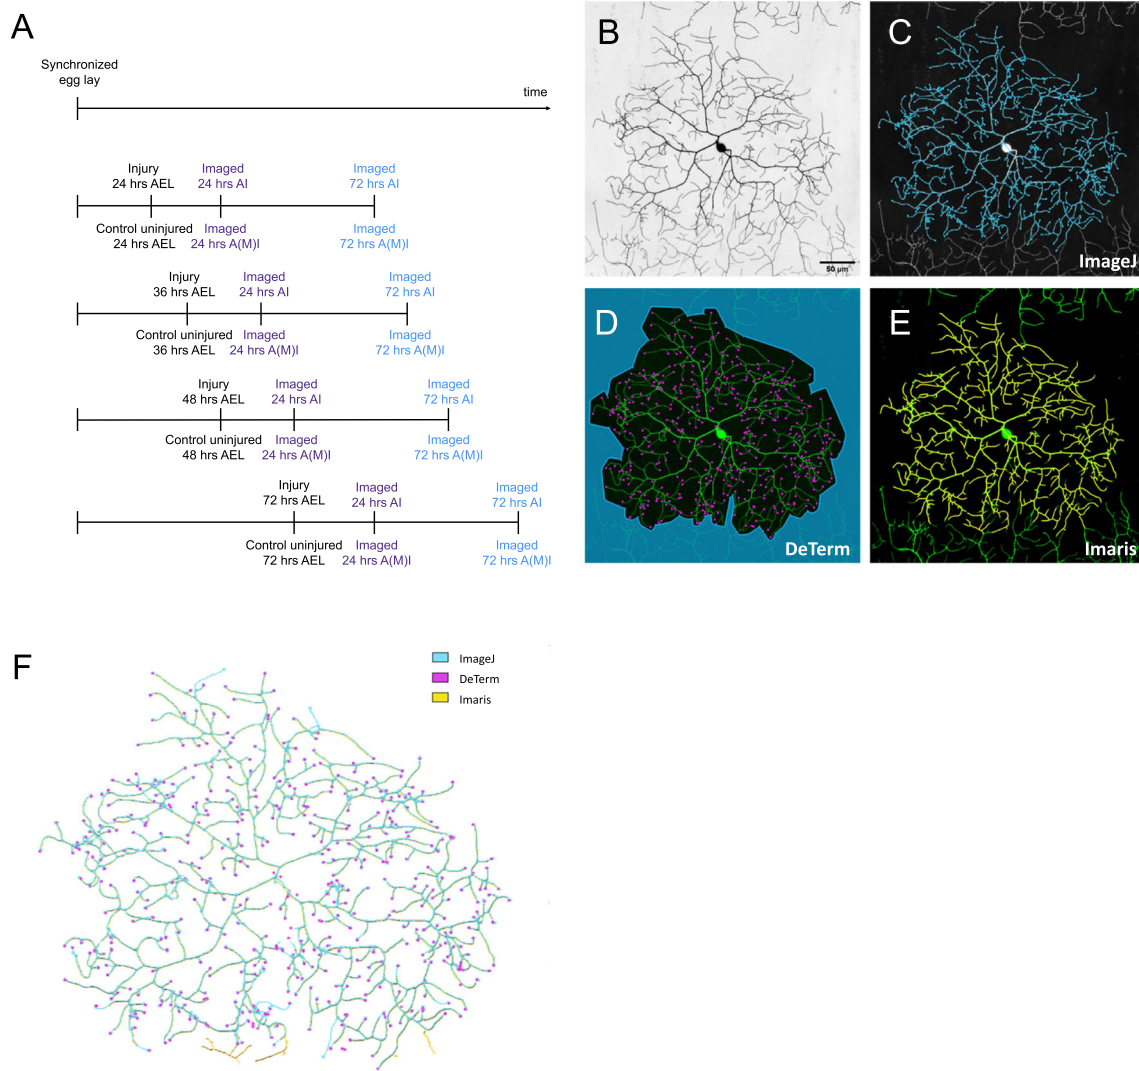 A
Synchronized
egg lay
time
Injury
24 hrs AEL
Imaged
24 hrs AI
Imaged
72 hrs AI
Control uninjured
24 hrs AEL
Imaged
24 hrs A(M)I
Imaged
72 hrs A(M)I
Injury
36 hrs AEL
Imaged
24 hrs AI
Imaged
72 hrs AI
Control uninjured
36 hrs AEL
Imaged
24 hrs A(M)I
Imaged
72 hrs A(M)I
Injury
48 hrs AEL
Imaged
24 hrs AI
Imaged
72 hrs AI
Control uninjured
48 hrs AEL
Imaged
24 hrs A(M)I
Imaged
72 hrs A(M)I
Injury
72 hrs AEL
Imaged
24 hrs AI
Imaged
72 hrs AI
Control uninjured
72 hrs AEL
Imaged
24 hrs A(M)I
Imaged
72 hrs A(M)I
B
50 µm
C
ImageJ
D
DeTerm
E
Imaris
F
ImageJ
DeTerm
Imaris